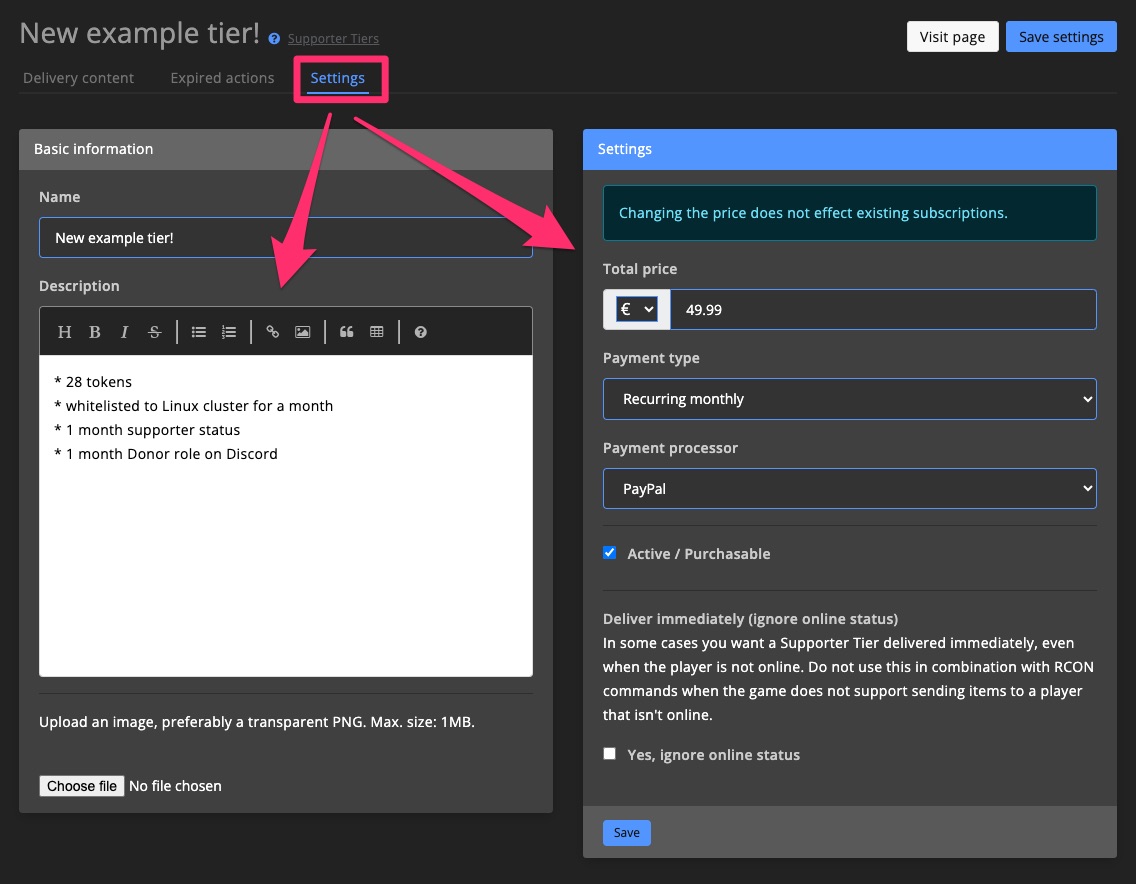 New example tier! Supporter Tiers
Visit page
Save settings
Delivery content
Expired actions
Settings
Basic information
Name
New example tier!
Description
H B I S
* 28 tokens
* whitelisted to Linux cluster for a month
* 1 month supporter status
* 1 month Donor role on Discord
Upload an image, preferably a transparent PNG. Max. size: 1MB.
Choose file No file chosen
Settings
Changing the price does not effect existing subscriptions.
Total price
€ 49.99
Payment type
Recurring monthly
Payment processor
PayPal
Active / Purchasable
Deliver immediately (ignore online status)
In some cases you want a Supporter Tier delivered immediately, even
when the player is not online. Do not use this in combination with RCON
commands when the game does not support sending items to a player
that isn't online.
Yes, ignore online status
Save